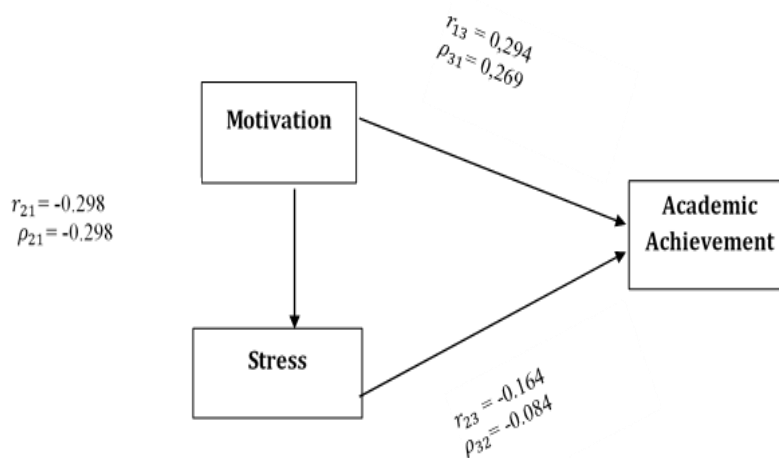 r₁₃ = 0,294
ρ₃₁= 0,269
Motivation
Academic
Achievement
r₂₁= -0.298
ρ₂₁= -0.298
Stress
r₂₃ = -0.164
ρ₃₂= -0.084